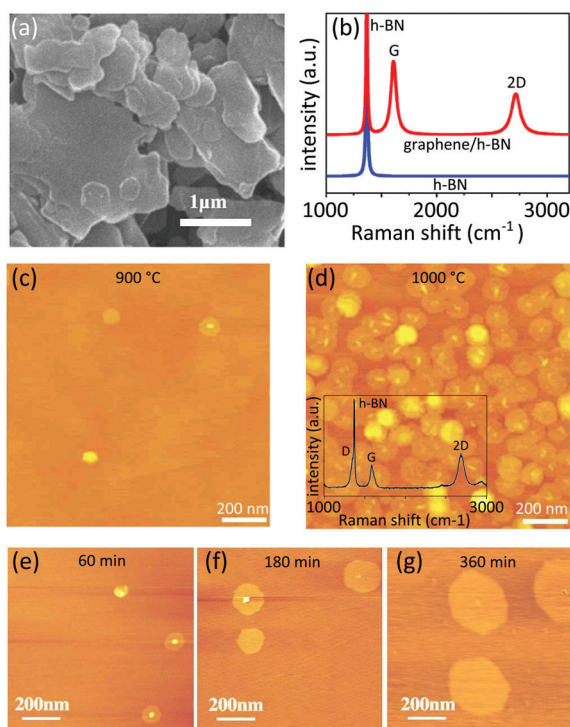 (a)
1μm
(b)
h-BN
G
2D
graphene/h-BN
h-BN
intensity (a.u.)
1000 2000 3000
Raman shift (cm⁻¹)
(c) 900 °C
200 nm
(d) 1000 °C
h-BN
D
G
2D
intensity (a.u.)
1000 3000
Raman shift (cm-1)
200 nm
(e) 60 min
200nm
(f) 180 min
200nm
(g) 360 min
200nm